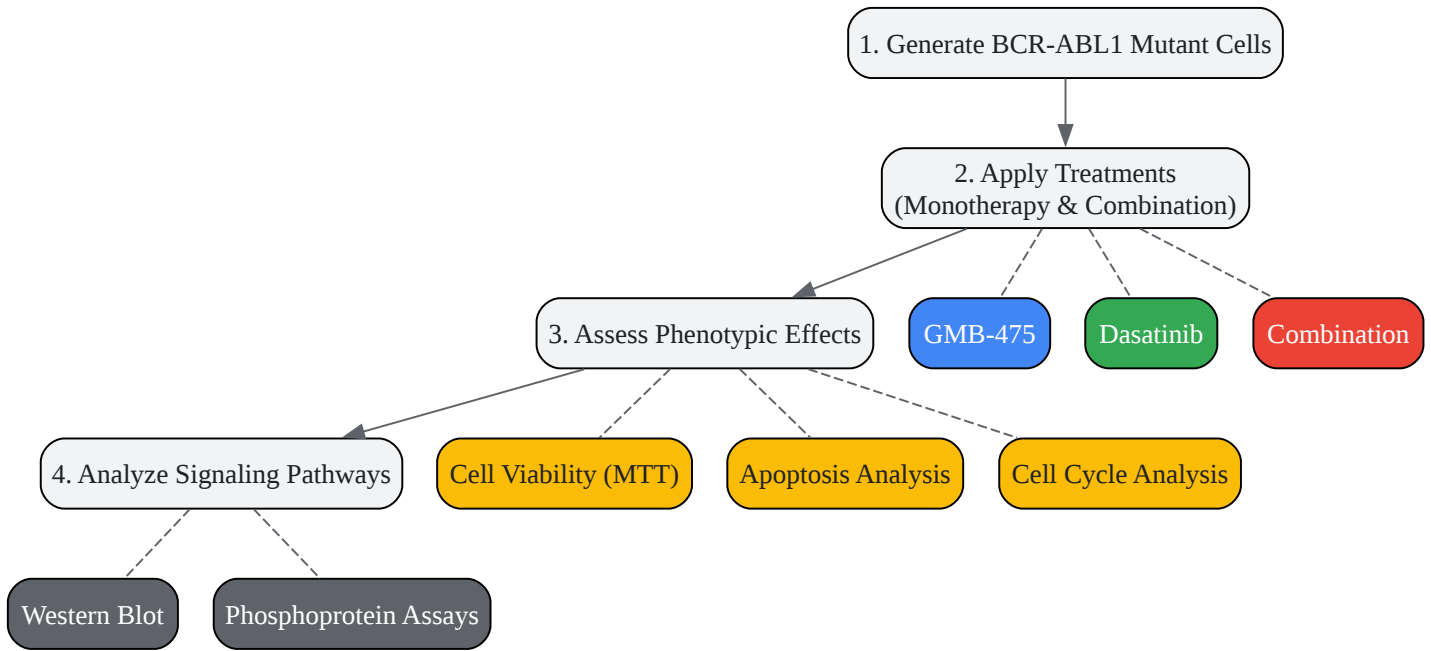 1. Generate BCR-ABL1 Mutant Cells
2. Apply Treatments
(Monotherapy & Combination)
3. Assess Phenotypic Effects
GMB-475
Dasatinib
Combination
4. Analyze Signaling Pathways
Cell Viability (MTT)
Apoptosis Analysis
Cell Cycle Analysis
Western Blot
Phosphoprotein Assays